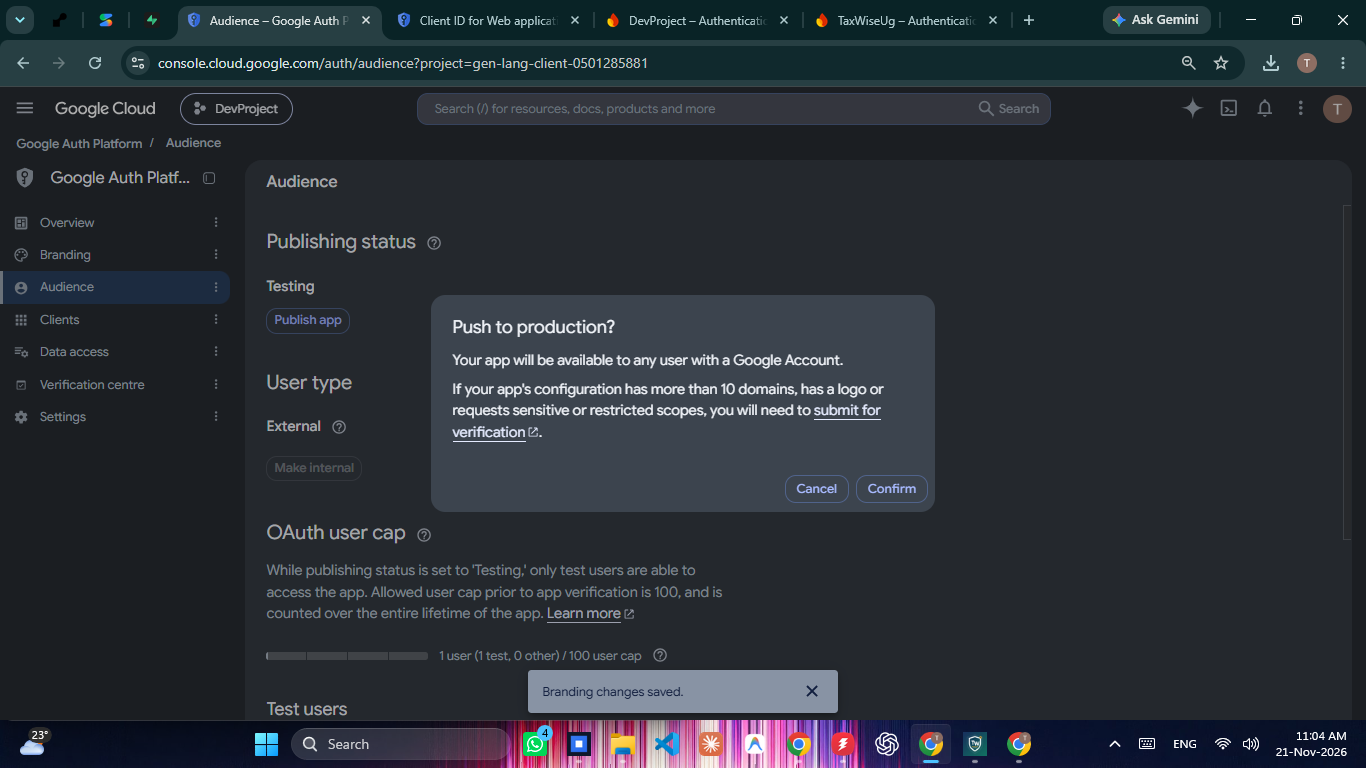 Audience – Google Auth P
Client ID for Web applicati
DevProject – Authenticatic
TaxWiseUg – Authenticatic
Ask Gemini
console.cloud.google.com/auth/audience?project=gen-lang-client-0501285881
T
Google Cloud
DevProject
Search (/) for resources, docs, products and more
Search
T
Google Auth Platform / Audience
Google Auth Platf...
Overview
Branding
Audience
Clients
Data access
Verification centre
Settings
Audience
Publishing status
Testing
Publish app
User type
External
Make internal
OAuth user cap
While publishing status is set to 'Testing,' only test users are able to
access the app. Allowed user cap prior to app verification is 100, and is
counted over the entire lifetime of the app. Learn more
1 user (1 test, 0 other) / 100 user cap
Test users
Push to production?
Your app will be available to any user with a Google Account.
If your app's configuration has more than 10 domains, has a logo or
requests sensitive or restricted scopes, you will need to submit for
verification.
Cancel
Confirm
Branding changes saved.
23°
Search
4
ENG
11:04 AM
21-Nov-2026